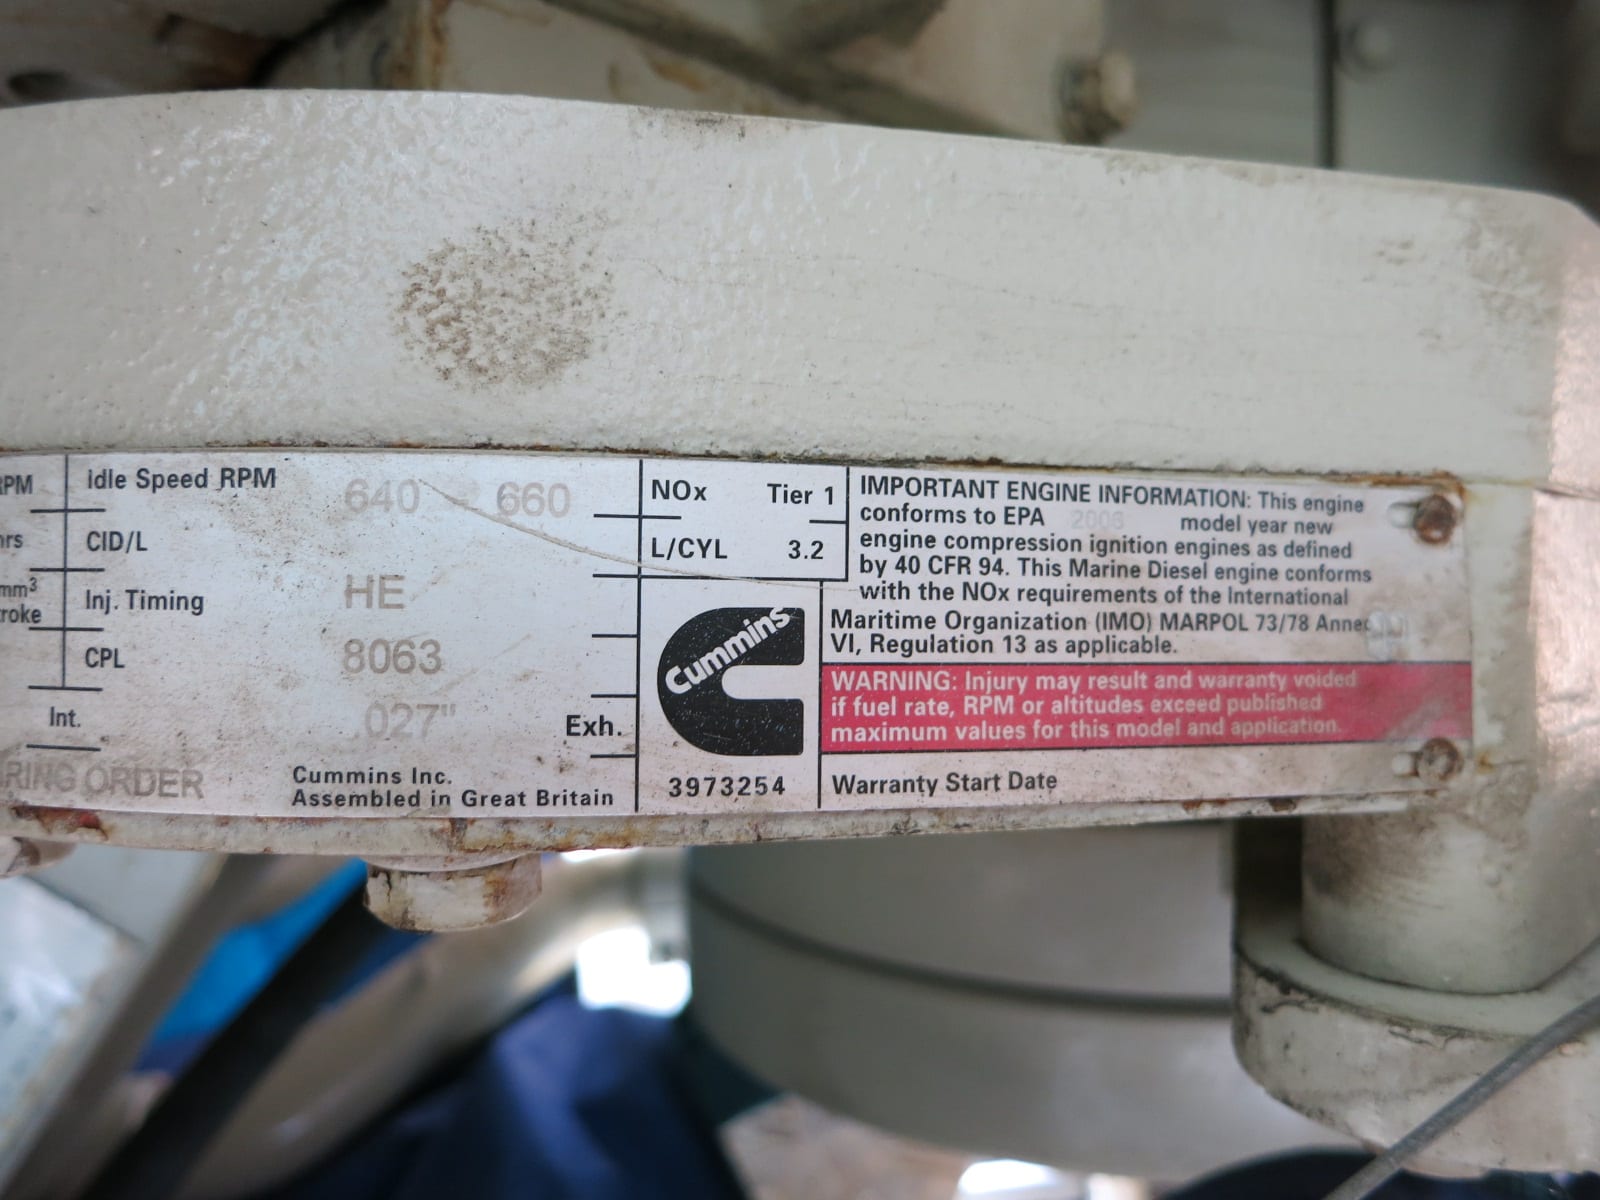 RPM
idle Speed RPM
640 - 660
hrs
CID/L
mm³
Inj. Timing
HE
CPL
8063
Int.
.027"
Exh.
RING ORDER
Cummins Inc.
Assembled in Great Britain
NOx Tier 1
L/CYL 3.2
Cummins
3973254
IMPORTANT ENGINE INFORMATION: This engine
conforms to EPA model year new
engine compression ignition engines as defined
by 40 CFR 94. This Marine Diesel engine conforms
with the NOx requirements of the International
Maritime Organization (IMO) MARPOL 73/78 Annex
VI, Regulation 13 as applicable.
WARNING: Injury may result and warranty voided
if fuel rate, RPM or altitudes exceed published
maximum values for this model and application.
Warranty Start Date